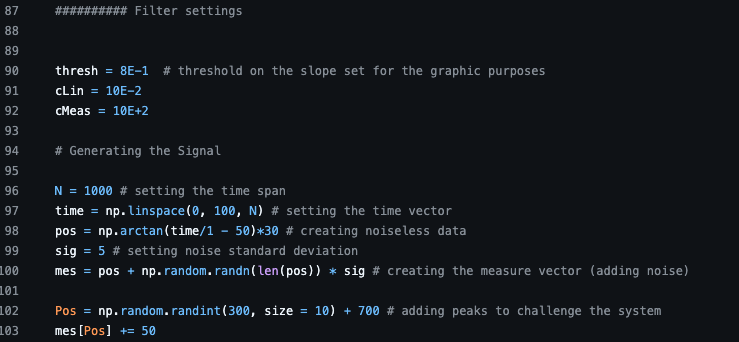 87 ########## Filter settings
88
89
90 thresh = 8E-1  # threshold on the slope set for the graphic purposes
91 cLin = 10E-2
92 cMeas = 10E+2
93
94 # Generating the Signal
95
96 N = 1000 # setting the time span
97 time = np.linspace(0, 100, N) # setting the time vector
98 pos = np.arctan(time/1 - 50)*30 # creating noiseless data
99 sig = 5 # setting noise standard deviation
100 mes = pos + np.random.randn(len(pos)) * sig # creating the measure vector (adding noise)
101
102 Pos = np.random.randint(300, size = 10) + 700 # adding peaks to challenge the system
103 mes[Pos] += 50